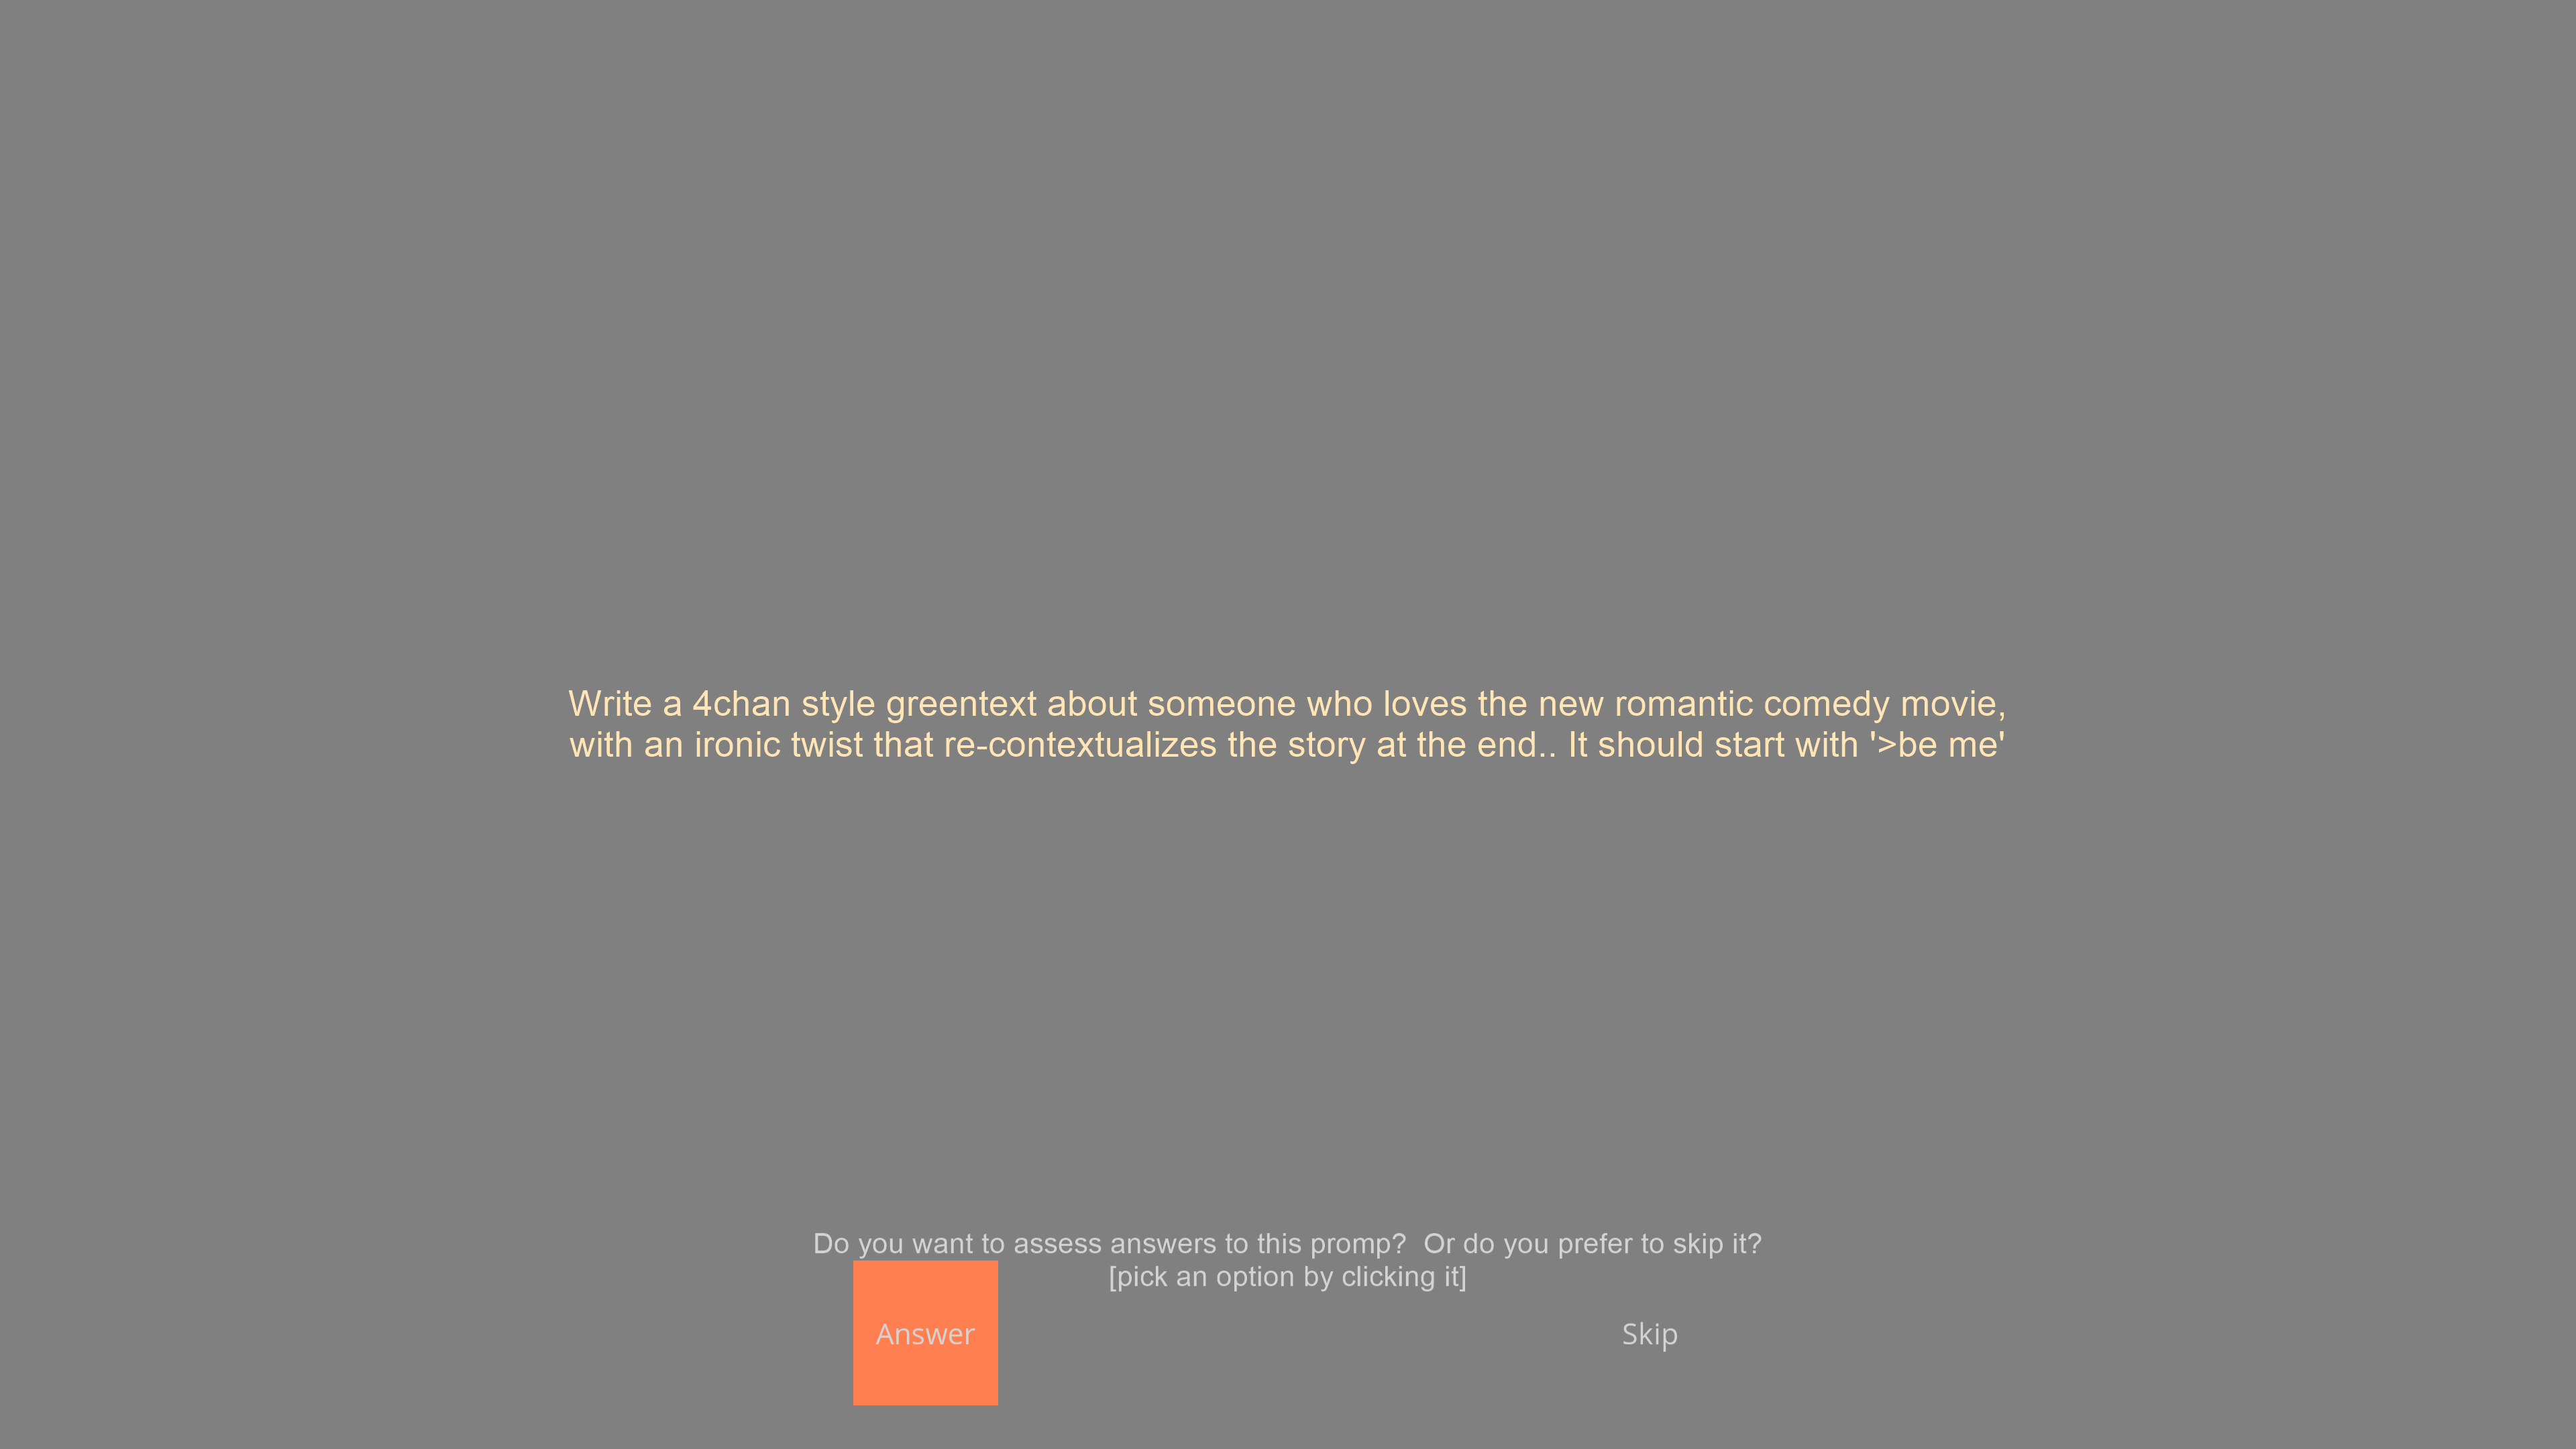 Write a 4chan style greentext about someone who loves the new romantic comedy movie,
with an ironic twist that re-contextualizes the story at the end.. It should start with '>be me'
Do you want to assess answers to this promp?  Or do you prefer to skip it?
[pick an option by clicking it]
Answer
Skip